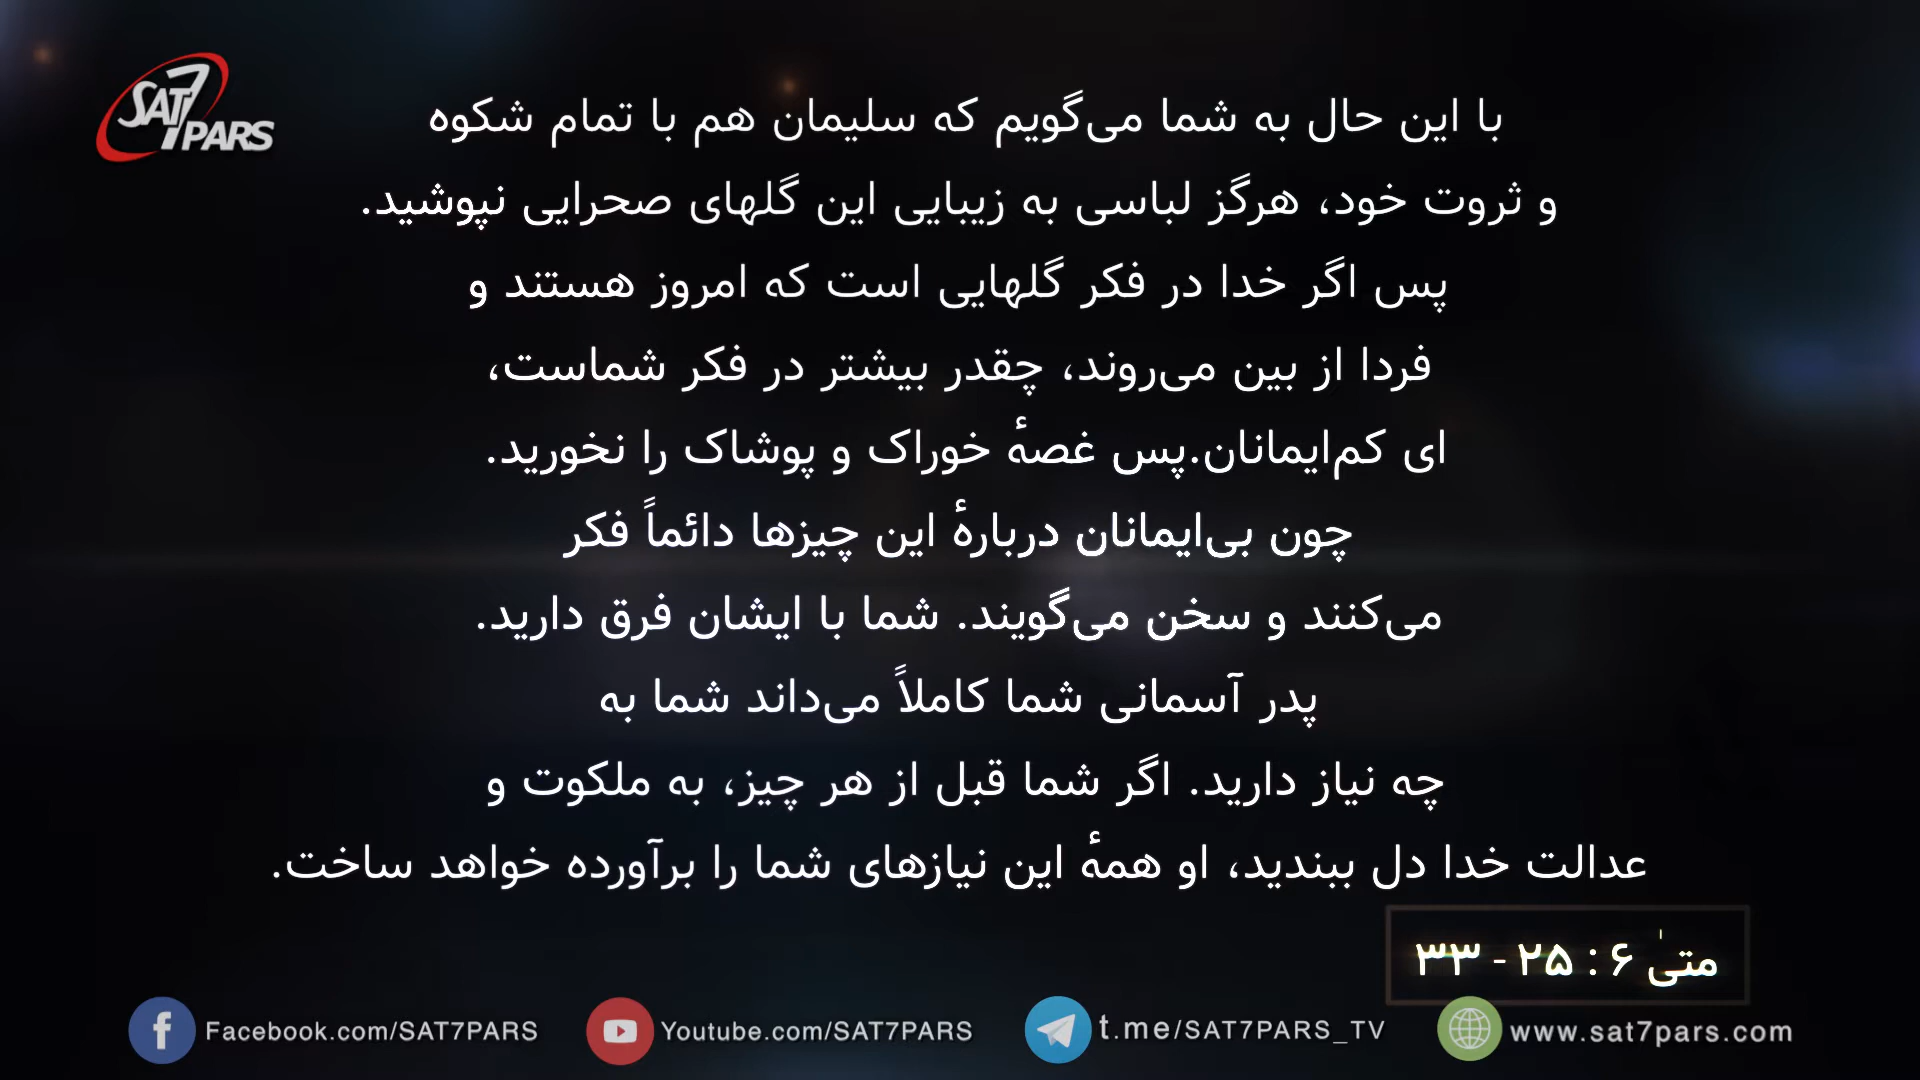 SAT7 PARS
با این حال به شما می‌گویم که سلیمان هم با تمام شکوه
و ثروت خود، هرگز لباسی به زیبایی این گلهای صحرایی نپوشید.
پس اگر خدا در فکر گلهایی است که امروز هستند و
فردا از بین می‌روند، چقدر بیشتر در فکر شماست،
ای کم‌ایمانان.پس غصهٔ خوراک و پوشاک را نخورید.
چون بی‌ایمانان دربارهٔ این چیزها دائماً فکر
می‌کنند و سخن می‌گویند. شما با ایشان فرق دارید.
پدر آسمانی شما کاملاً می‌داند شما به
چه نیاز دارید. اگر شما قبل از هر چیز، به ملکوت و
عدالت خدا دل ببندید، او همهٔ این نیازهای شما را برآورده خواهد ساخت.
متیٰ ۶ : ۲۵ - ۳۳
Facebook.com/SAT7PARS
Youtube.com/SAT7PARS
t.me/SAT7PARS_TV
www.sat7pars.com